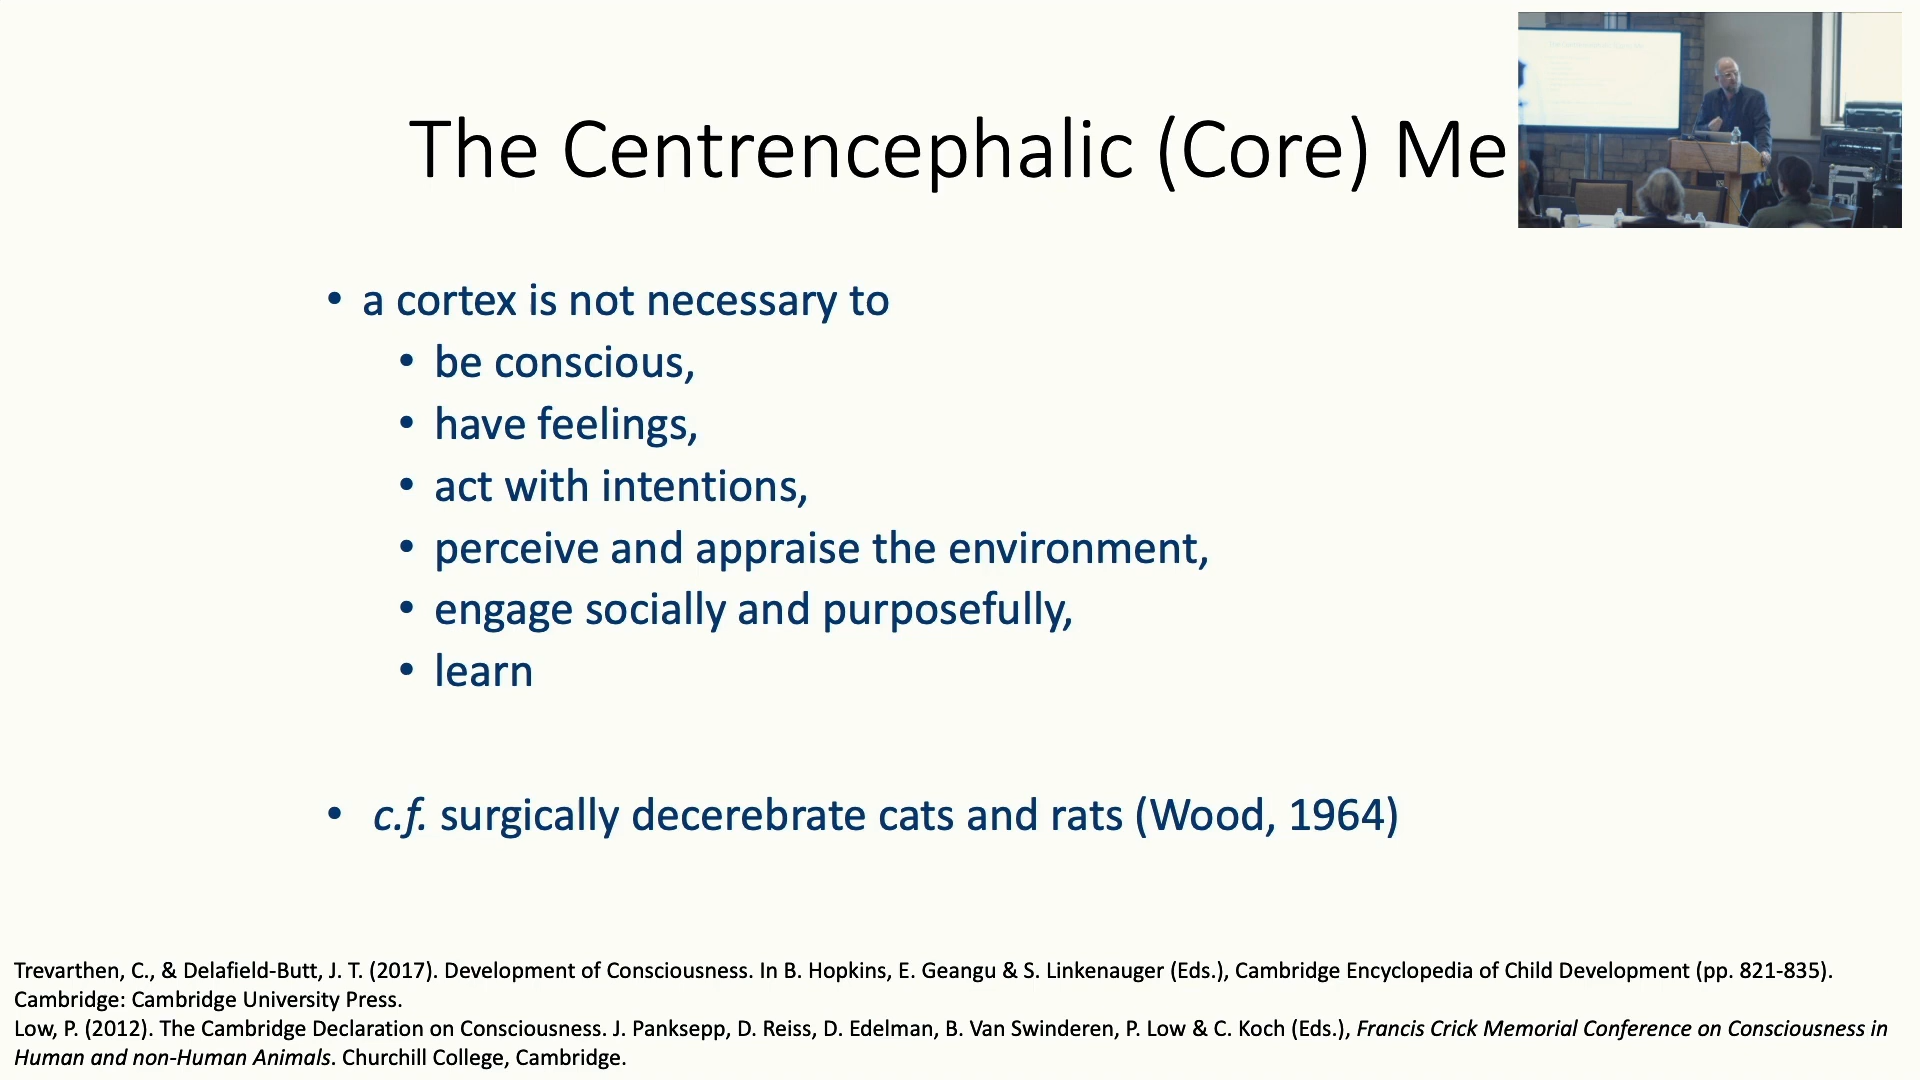 The Centrencephalic (Core) Me
• a cortex is not necessary to
• be conscious,
• have feelings,
• act with intentions,
• perceive and appraise the environment,
• engage socially and purposefully,
• learn
• c.f. surgically decerebrate cats and rats (Wood, 1964)
Trevarthen, C., & Delafield-Butt, J. T. (2017). Development of Consciousness. In B. Hopkins, E. Geangu & S. Linkenauger (Eds.), Cambridge Encyclopedia of Child Development (pp. 821-835).
Cambridge: Cambridge University Press.
Low, P. (2012). The Cambridge Declaration on Consciousness. J. Panksepp, D. Reiss, D. Edelman, B. Van Swinderen, P. Low & C. Koch (Eds.), Francis Crick Memorial Conference on Consciousness in
Human and non-Human Animals. Churchill College, Cambridge.